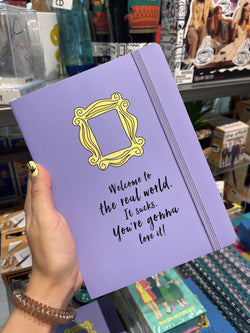 Welcome to
the real world.
It sucks.
You're gonna
love it!